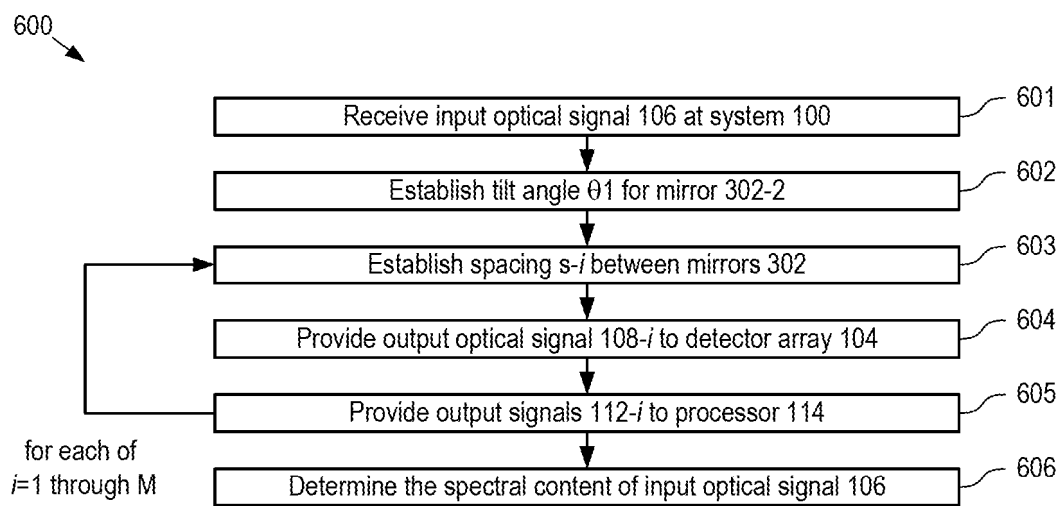 600
Receive input optical signal 106 at system 100
601
Establish tilt angle θ1 for mirror 302-2
602
Establish spacing s-i between mirrors 302
603
Provide output optical signal 108-i to detector array 104
604
Provide output signals 112-i to processor 114
605
for each of
i=1 through M
Determine the spectral content of input optical signal 106
606